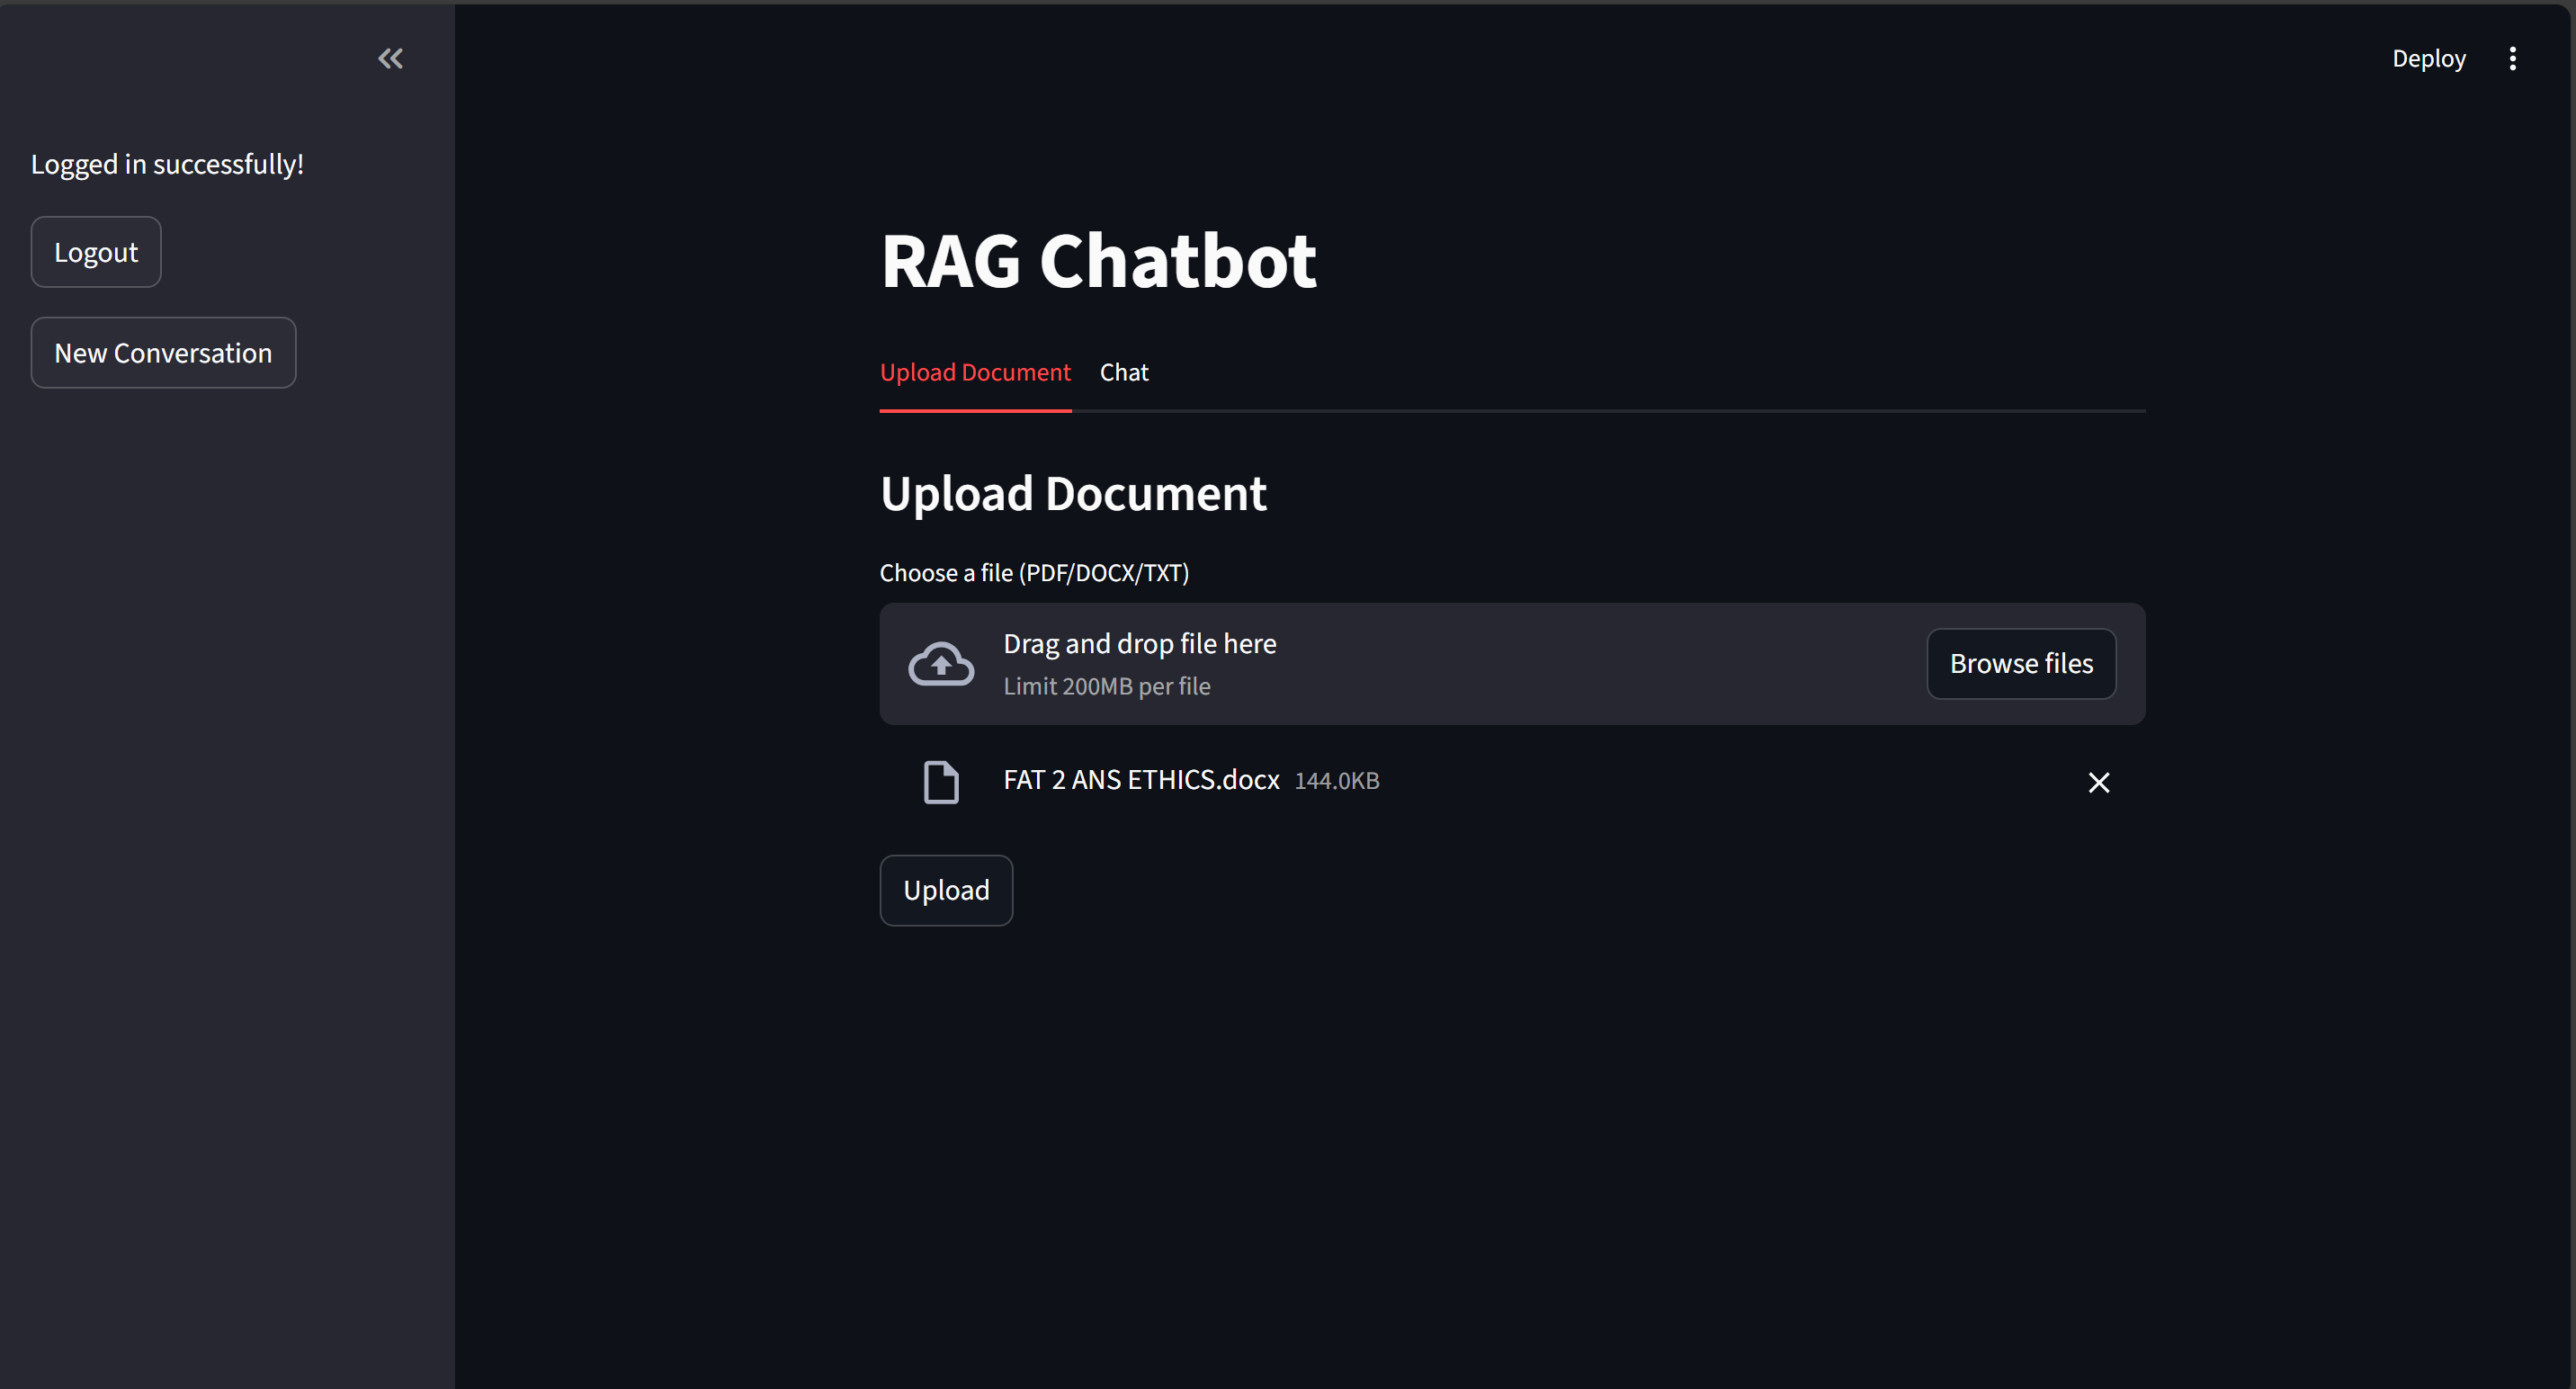 Deploy
Logged in successfully!
Logout
New Conversation
RAG Chatbot
Upload Document
Chat
Upload Document
Choose a file (PDF/DOCX/TXT)
Drag and drop file here
Limit 200MB per file
Browse files
FAT 2 ANS ETHICS.docx 144.0KB
Upload